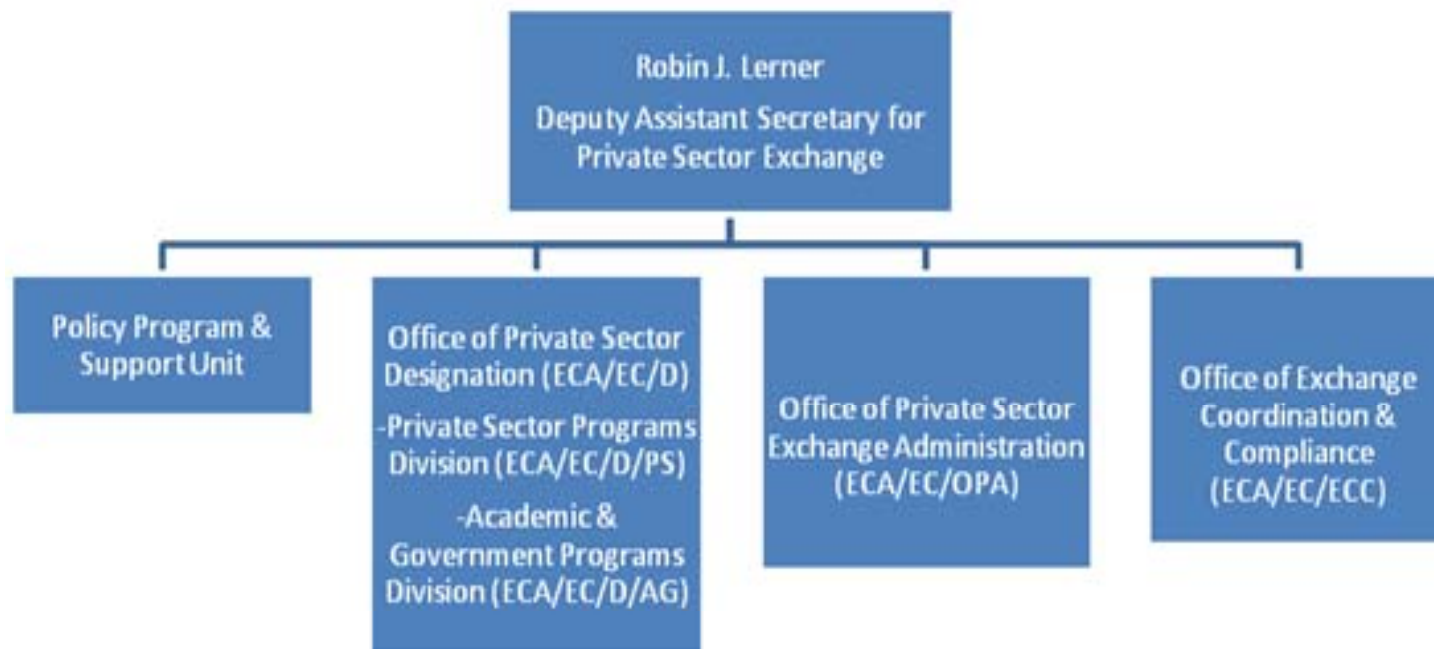 Robin J. Lerner
Deputy Assistant Secretary for
Private Sector Exchange
Policy Program &
Support Unit
Office of Private Sector
Designation (ECA/EC/D)
-Private Sector Programs
Division (ECA/EC/D/PS)
-Academic &
Government Programs
Division (ECA/EC/D/AG)
Office of Private Sector
Exchange Administration
(ECA/EC/OPA)
Office of Exchange
Coordination &
Compliance
(ECA/EC/ECC)